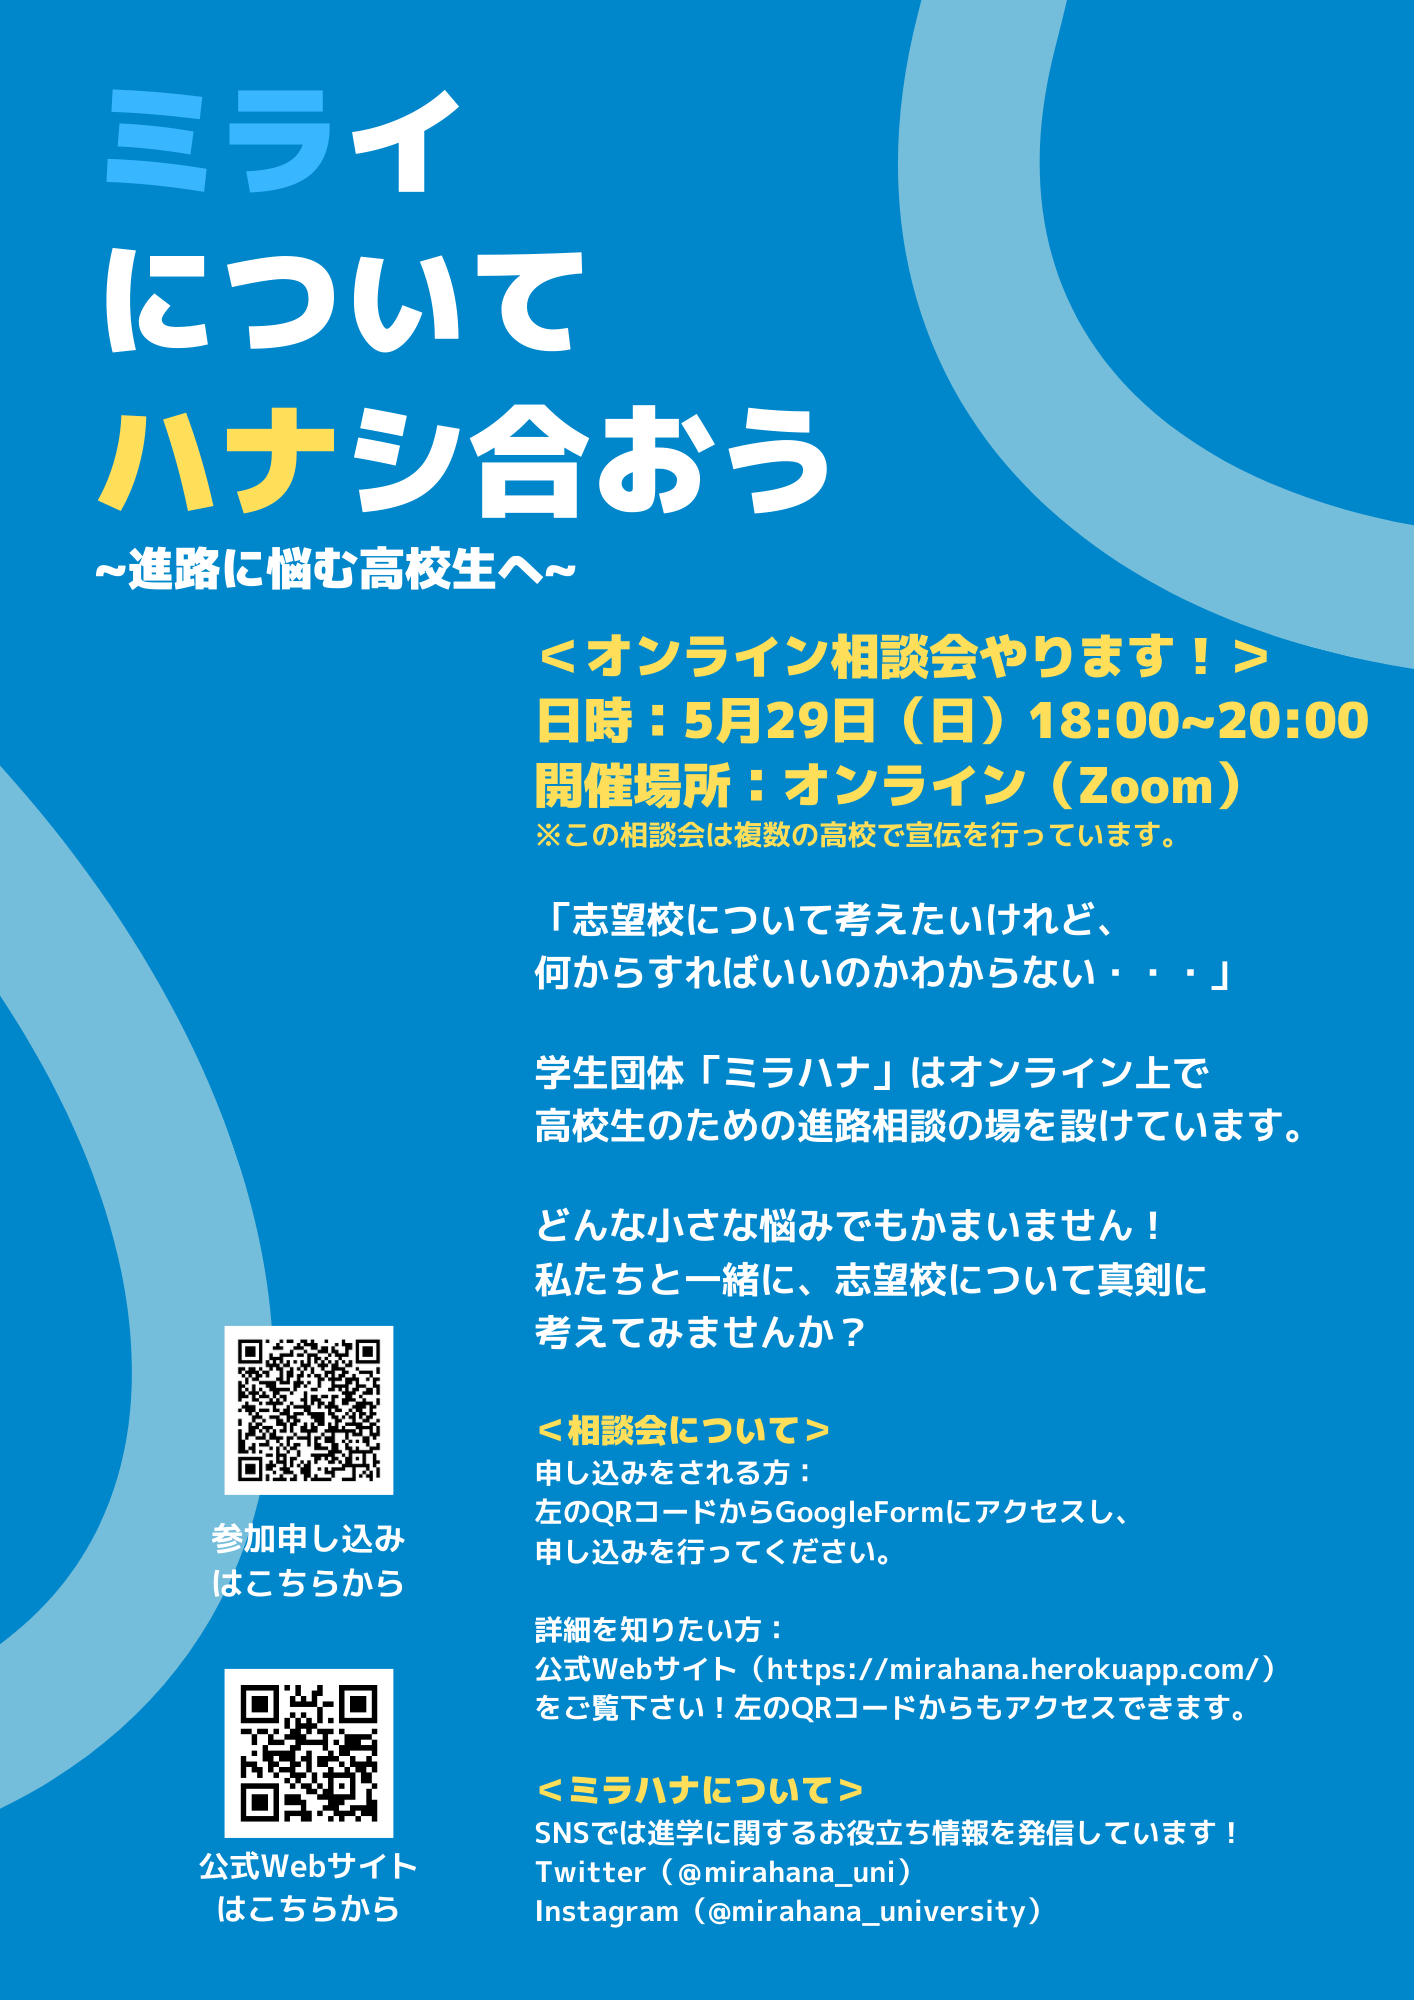 ミライ
について
ハナシ合おう
~進路に悩む高校生へ~
＜オンライン相談会やります！＞
日時：5月29日（日）18:00~20:00
開催場所：オンライン（Zoom）
※この相談会は複数の高校で宣伝を行っています。
「志望校について考えたいけれど、
何からすればいいのかわからない・・・」
学生団体「ミラハナ」はオンライン上で
高校生のための進路相談の場を設けています。
どんな小さな悩みでもかまいません！
私たちと一緒に、志望校について真剣に
考えてみませんか？
＜相談会について＞
申し込みをされる方：
左のQRコードからGoogleFormにアクセスし、
申し込みを行ってください。
詳細を知りたい方：
公式Webサイト（https://mirahana.herokuapp.com/）
をご覧下さい！左のQRコードからもアクセスできます。
＜ミラハナについて＞
SNSでは進学に関するお役立ち情報を発信しています！
Twitter（@mirahana_uni）
Instagram（@mirahana_university）
参加申し込み
はこちらから
公式Webサイト
はこちらから